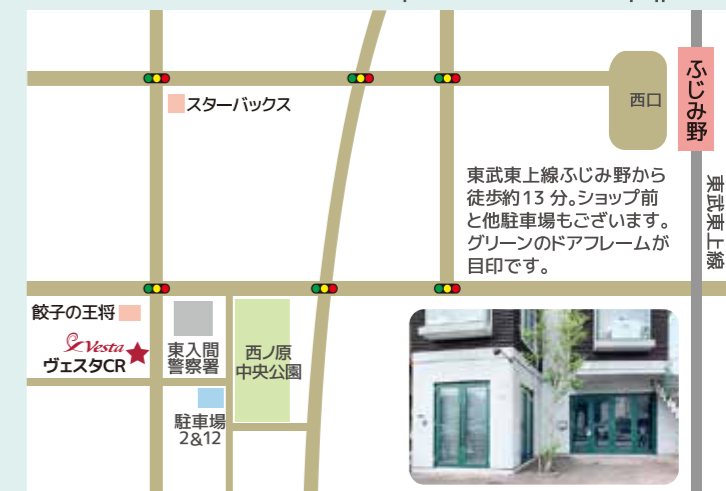 スターバックス
西口
ふじみ野
東武東上線
東武東上線ふじみ野から
徒歩約13 分。ショップ前
と他駐車場もございます。
グリーンのドアフレームが
目印です。
餃子の王将
Vesta
ヴェスタCR
東入間
警察署
西ノ原
中央公園
駐車場
2&12